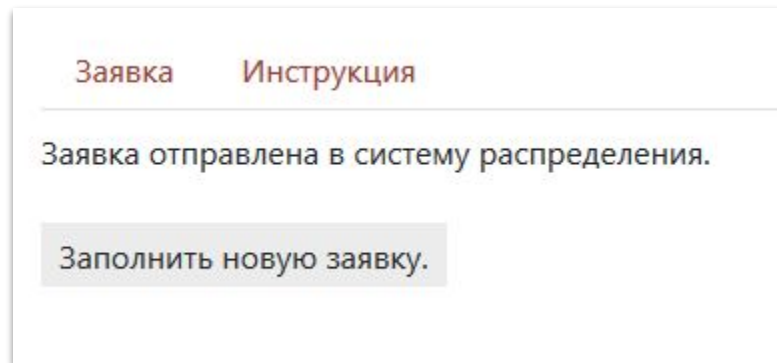 Заявка Инструкция
Заявка отправлена в систему распределения.
Заполнить новую заявку.